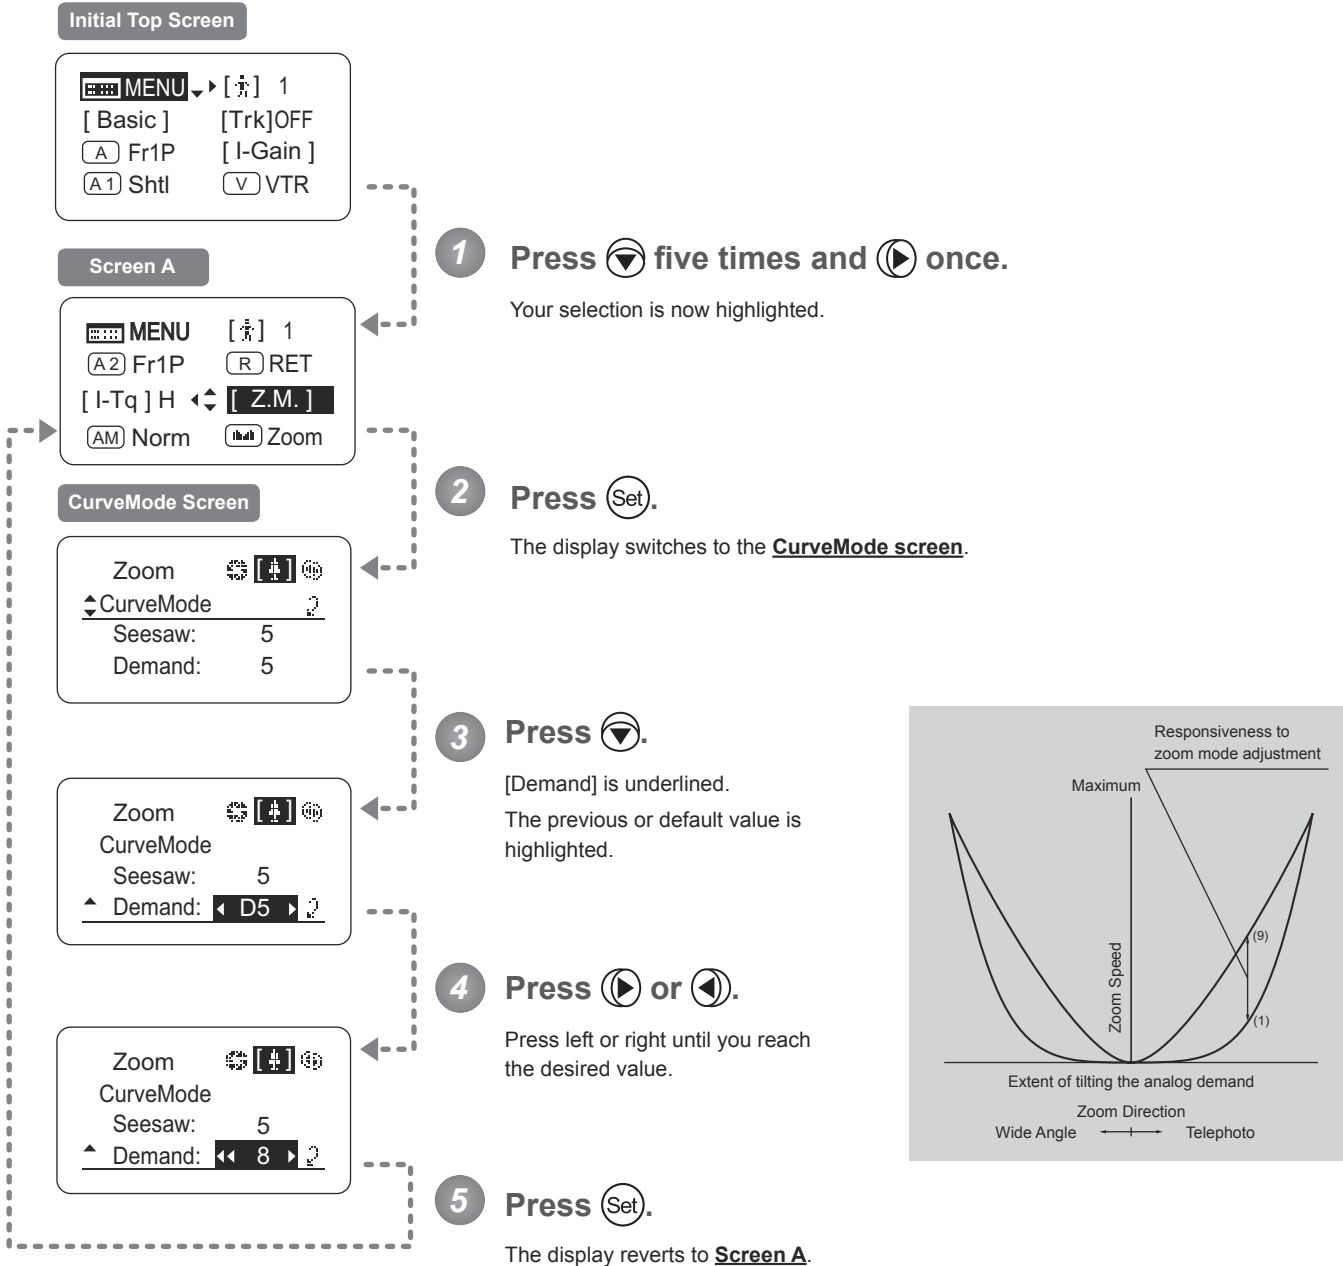 Initial Top Screen
MENU [ ] 1
[ Basic ] [Trk]OFF
A Fr1P [ I-Gain ]
A1 Shtl V VTR
1 Press five times and once.
Your selection is now highlighted.
Screen A
MENU [ ] 1
A2 Fr1P R RET
[ I-Tq ] H [ Z.M. ]
AM Norm Zoom
2 Press Set.
The display switches to the CurveMode screen.
CurveMode Screen
Zoom [ ]
CurveMode
Seesaw: 5
Demand: 5
3 Press .
[Demand] is underlined.
The previous or default value is
highlighted.
Zoom [ ]
CurveMode
Seesaw: 5
Demand: D5
4 Press or .
Press left or right until you reach
the desired value.
Zoom [ ]
CurveMode
Seesaw: 5
Demand: 8
5 Press Set.
The display reverts to Screen A.
Responsiveness to
zoom mode adjustment
Maximum
Zoom Speed
(9)
(1)
Extent of tilting the analog demand
Zoom Direction
Wide Angle Telephoto